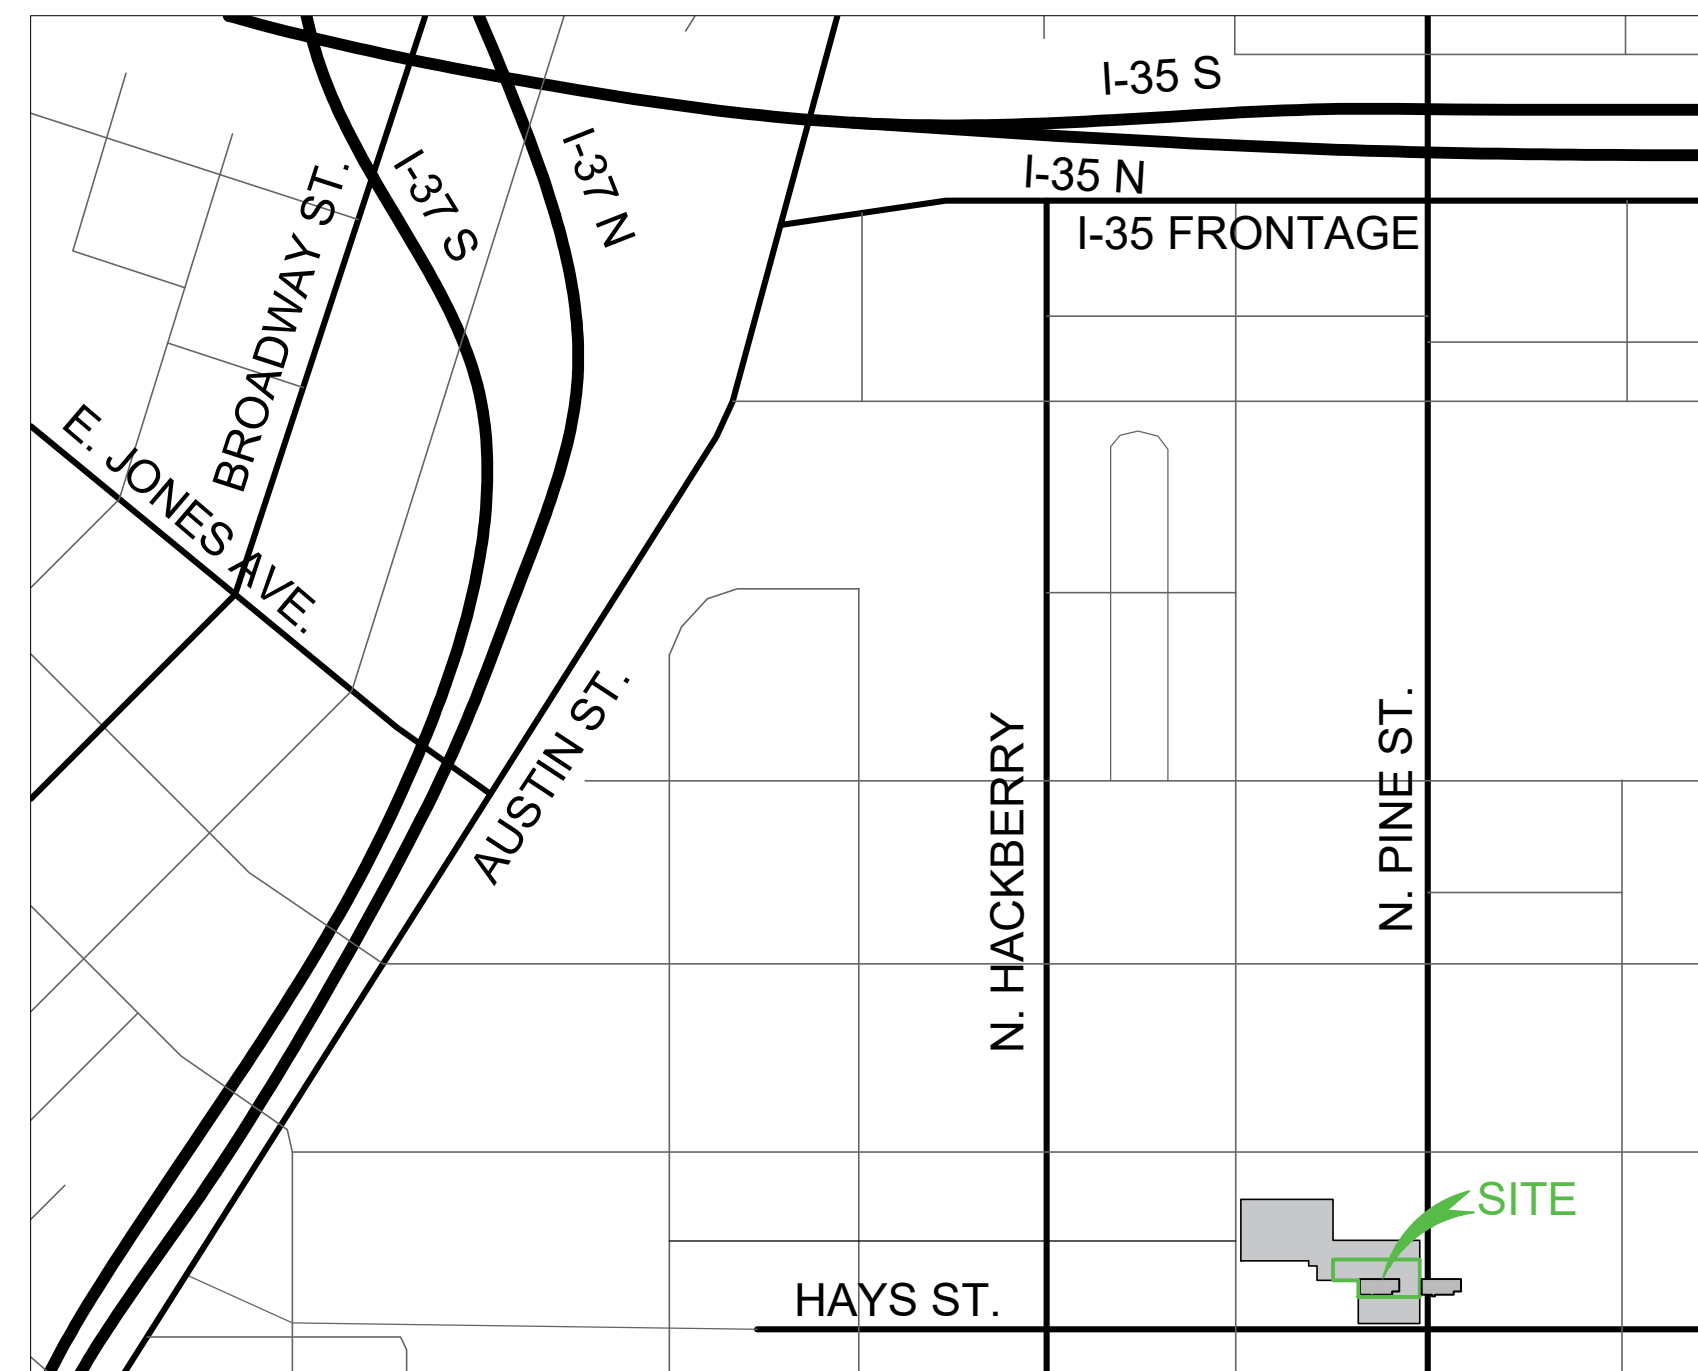 I-35 S
I-37 S
I-37 N
I-35 N
I-35 FRONTAGE
BROADWAY ST.
E. JONES AVE.
AUSTIN ST.
N. HACKBERRY
N. PINE ST.
SITE
HAYS ST.